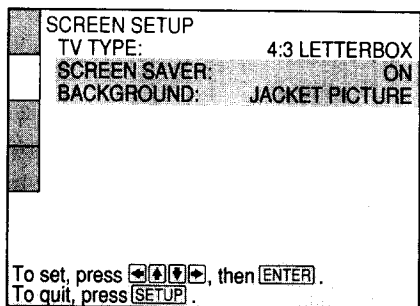 SCREEN SETUP
TV TYPE: 4:3 LETTERBOX
SCREEN SAVER: ON
BACKGROUND: JACKET PICTURE
To set, press ←↑↓→, then ENTER.
To quit, press SETUP.